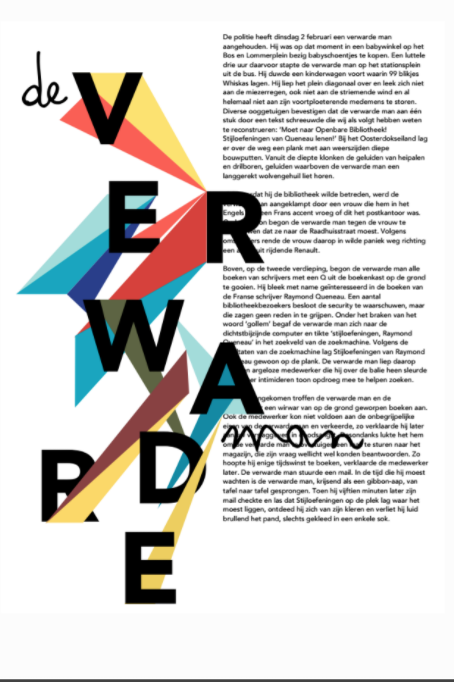 de
VERWARDE
man
De politie heeft dinsdag 2 februari een verwarde man
aangehouden. Hij was op dat moment in een babywinkel op het
Bos en Lommerplein bezig babyschoentjes te kopen. Een luttele
drie uur daarvoor stapte de verwarde man op het stationsplein
uit de bus. Hij duwde een kinderwagen voort waarin 99 blikjes
Whiskas lagen. Hij liep het plein diagonaal over en leek zich niet
aan de miezerregen, ook niet aan de striemende wind en al
helemaal niet aan zijn voortploeterende medemens te storen.
Diverse ooggetuigen bevestigen dat de verwarde man aan één
stuk door een tekst schreeuwde die wij als volgt hebben weten
te reconstrueren: 'Moet naar Openbare Bibliotheek!
Stijloefeningen van Queneau lenen!' Bij het Oosterdokseiland lag
er over de weg een plank met aan weerszijden diepe
bouwputten. Vanuit de diepte klonken de geluiden van heipalen
en drilboren, geluiden waarboven de verwarde man een
langgerekt wolvengehuil liet horen.
dat hij de bibliotheek wilde betreden, werd de
an aangeklampt door een vrouw die hem in het
Engels en Frans accent vroeg of dit het postkantoor was.
on begon de verwarde man tegen de vrouw te
en dat ze naar de Raadhuisstraat moest. Volgens
ers rende de vrouw daarop in wilde paniek weg richting
een uit rijdende Renault.
Boven, op de tweede verdieping, begon de verwarde man alle
boeken van schrijvers met een Q uit de boekenkast op de grond
te gooien. Hij bleek met name geïnteresseerd in de boeken van
de Franse schrijver Raymond Queneau. Een aantal
bibliotheekbezoekers besloot de security te waarschuwen, maar
die zagen geen reden in te grijpen. Onder het braken van het
woord 'gollem' begaf de verwarde man zich naar de
dichtstbijzijnde computer en tikte 'stijloefeningen, Raymond
Queneau' in het zoekveld van de zoekmachine. Volgens de
taten van de zoekmachine lag Stijloefeningen van Raymond
eau gewoon op de plank. De verwarde man liep daarop
argeloze medewerker die hij over de balie heen sleurde
er intimideren toon opdroeg mee te helpen zoeken.
ngekomen troffen de verwarde man en de
een wirwar van op de grond geworpen boeken aan.
Ook de medewerker kon niet voldoen aan de onbegrijpelijke
en verkeerde, zo verklaarde hij later
lukte het hem
te sturen naar het
magazijn, die zijn vraag wellicht wel konden beantwoorden. Zo
hoopte hij enige tijdswinst te boeken, verklaarde de medewerker
later. De verwarde man stuurde een mail. In de tijd die hij moest
wachten is de verwarde man, krijsend als een gibbon-aap, van
tafel naar tafel gesprongen. Toen hij vijftien minuten later zijn
mail checkte en las dat Stijloefeningen op de plek lag waar het
moest liggen, ontdeed hij zich van zijn kleren en verliet hij luid
brullend het pand, slechts gekleed in een enkele sok.